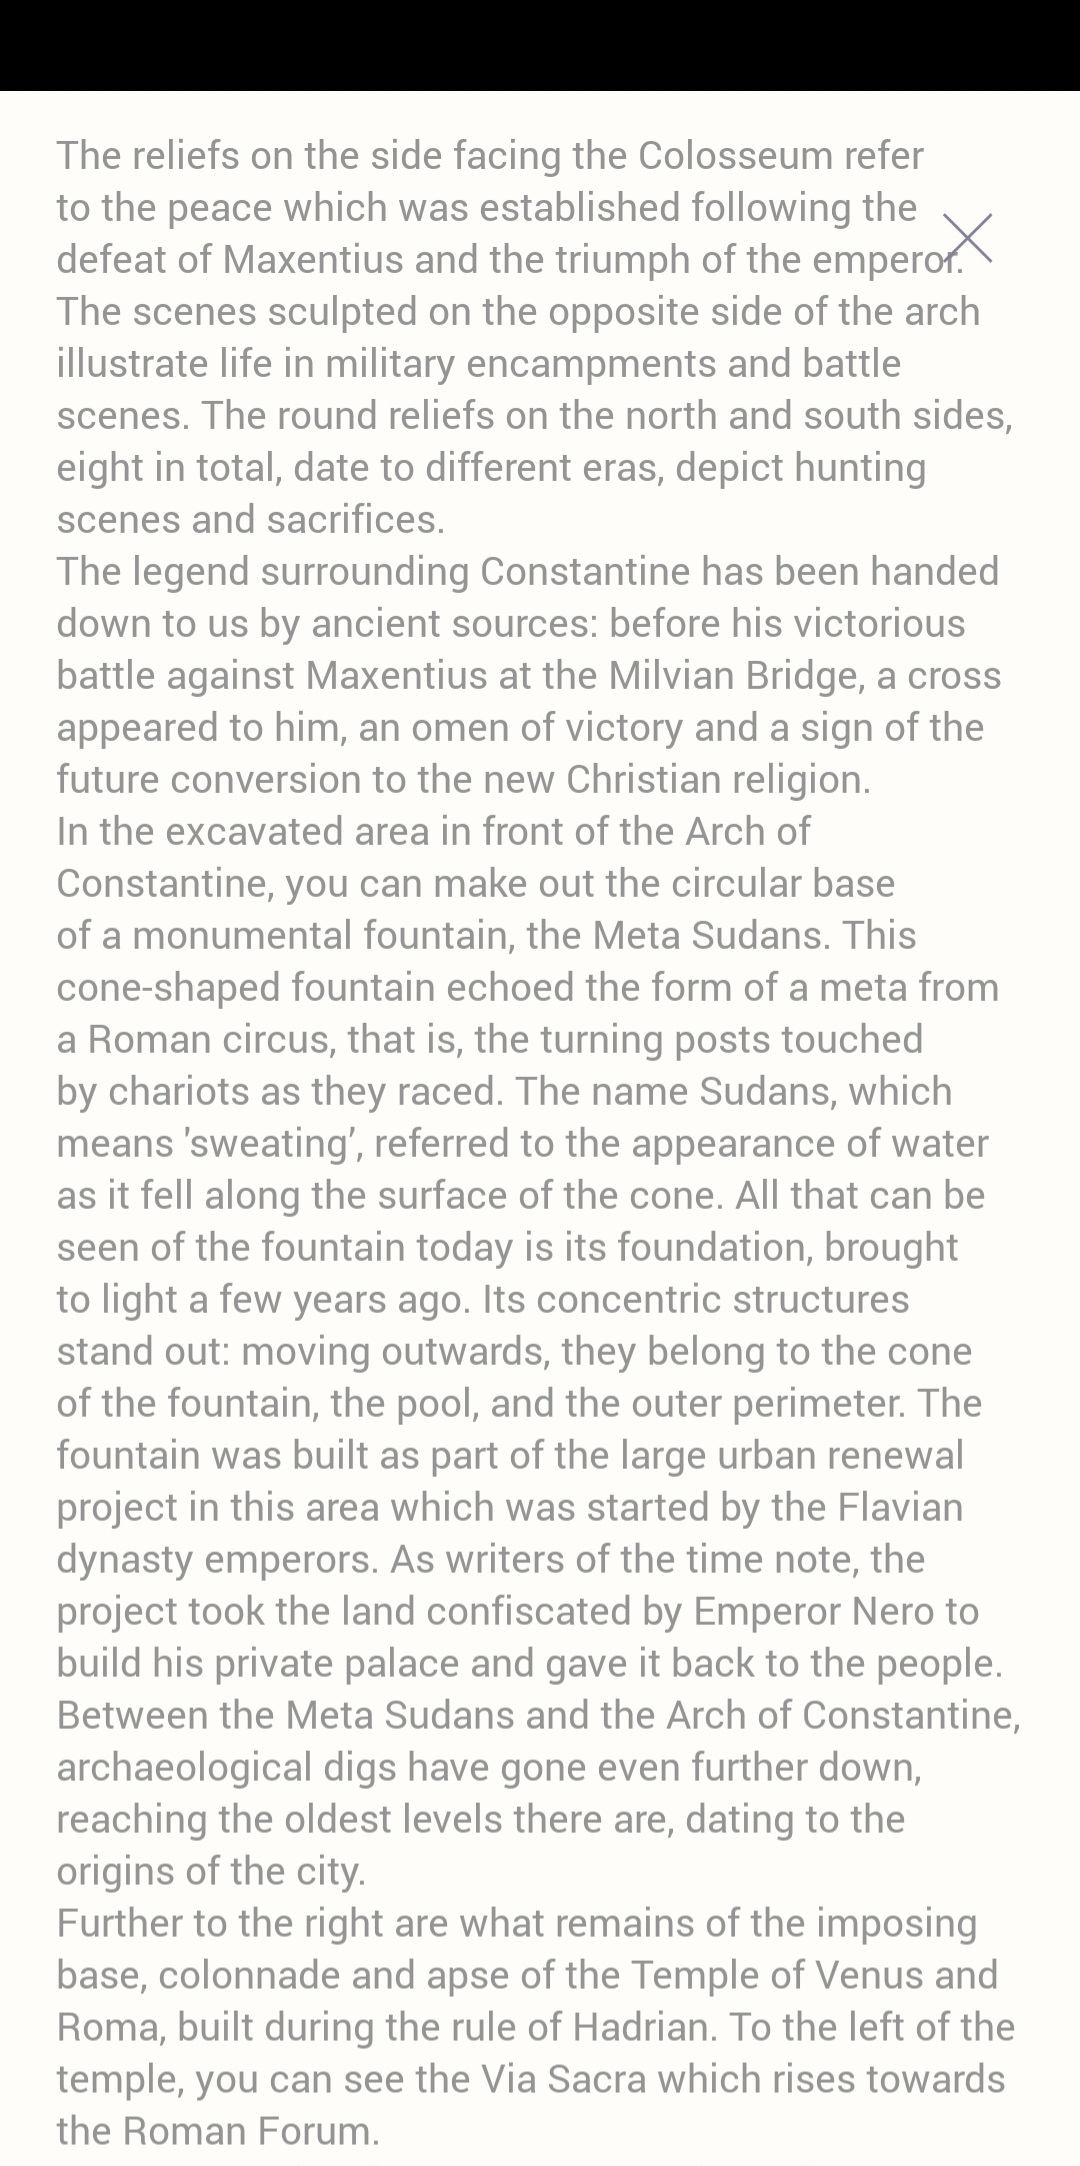 The reliefs on the side facing the Colosseum refer
to the peace which was established following the
defeat of Maxentius and the triumph of the emperor.
The scenes sculpted on the opposite side of the arch
illustrate life in military encampments and battle
scenes. The round reliefs on the north and south sides,
eight in total, date to different eras, depict hunting
scenes and sacrifices.
The legend surrounding Constantine has been handed
down to us by ancient sources: before his victorious
battle against Maxentius at the Milvian Bridge, a cross
appeared to him, an omen of victory and a sign of the
future conversion to the new Christian religion.
In the excavated area in front of the Arch of
Constantine, you can make out the circular base
of a monumental fountain, the Meta Sudans. This
cone-shaped fountain echoed the form of a meta from
a Roman circus, that is, the turning posts touched
by chariots as they raced. The name Sudans, which
means 'sweating’, referred to the appearance of water
as it fell along the surface of the cone. All that can be
seen of the fountain today is its foundation, brought
to light a few years ago. Its concentric structures
stand out: moving outwards, they belong to the cone
of the fountain, the pool, and the outer perimeter. The
fountain was built as part of the large urban renewal
project in this area which was started by the Flavian
dynasty emperors. As writers of the time note, the
project took the land confiscated by Emperor Nero to
build his private palace and gave it back to the people.
Between the Meta Sudans and the Arch of Constantine,
archaeological digs have gone even further down,
reaching the oldest levels there are, dating to the
origins of the city.
Further to the right are what remains of the imposing
base, colonnade and apse of the Temple of Venus and
Roma, built during the rule of Hadrian. To the left of the
temple, you can see the Via Sacra which rises towards
the Roman Forum.